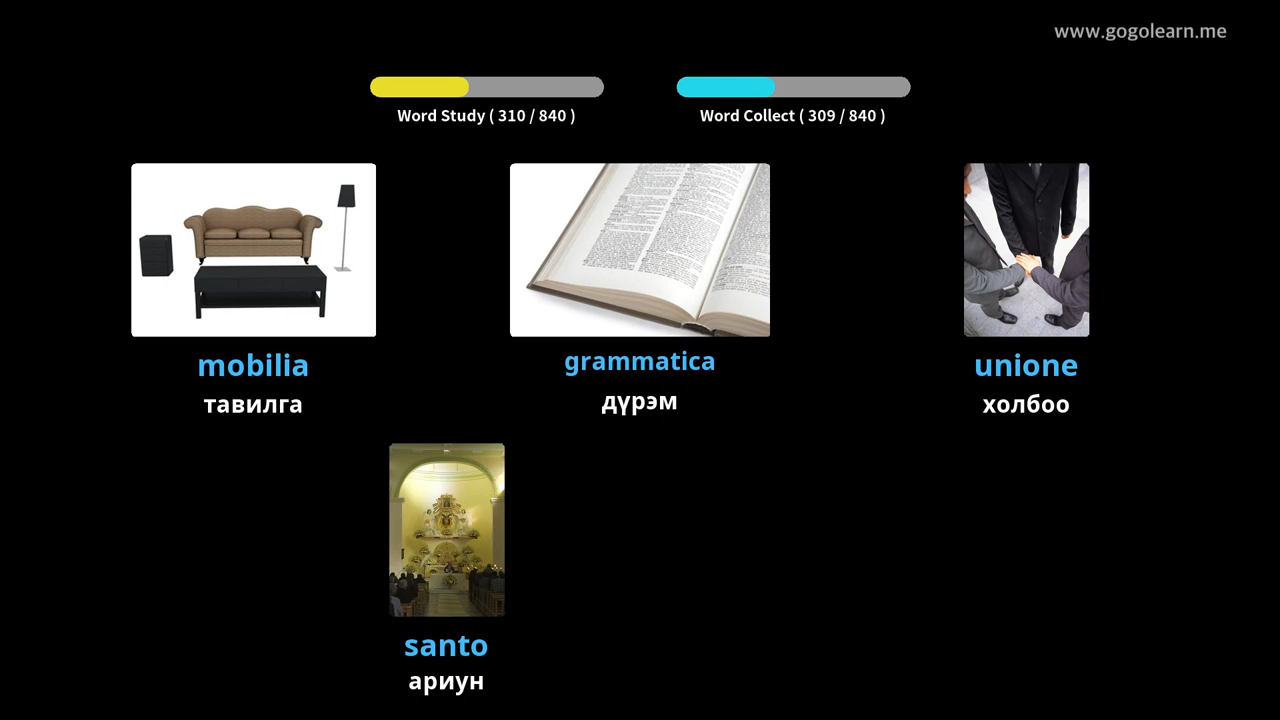 www.gogolearn.me
Word Study ( 310 / 840 )
Word Collect ( 309 / 840 )
mobilia
grammatica
unione
тавилга
дүрэм
холбоо
santo
ариун